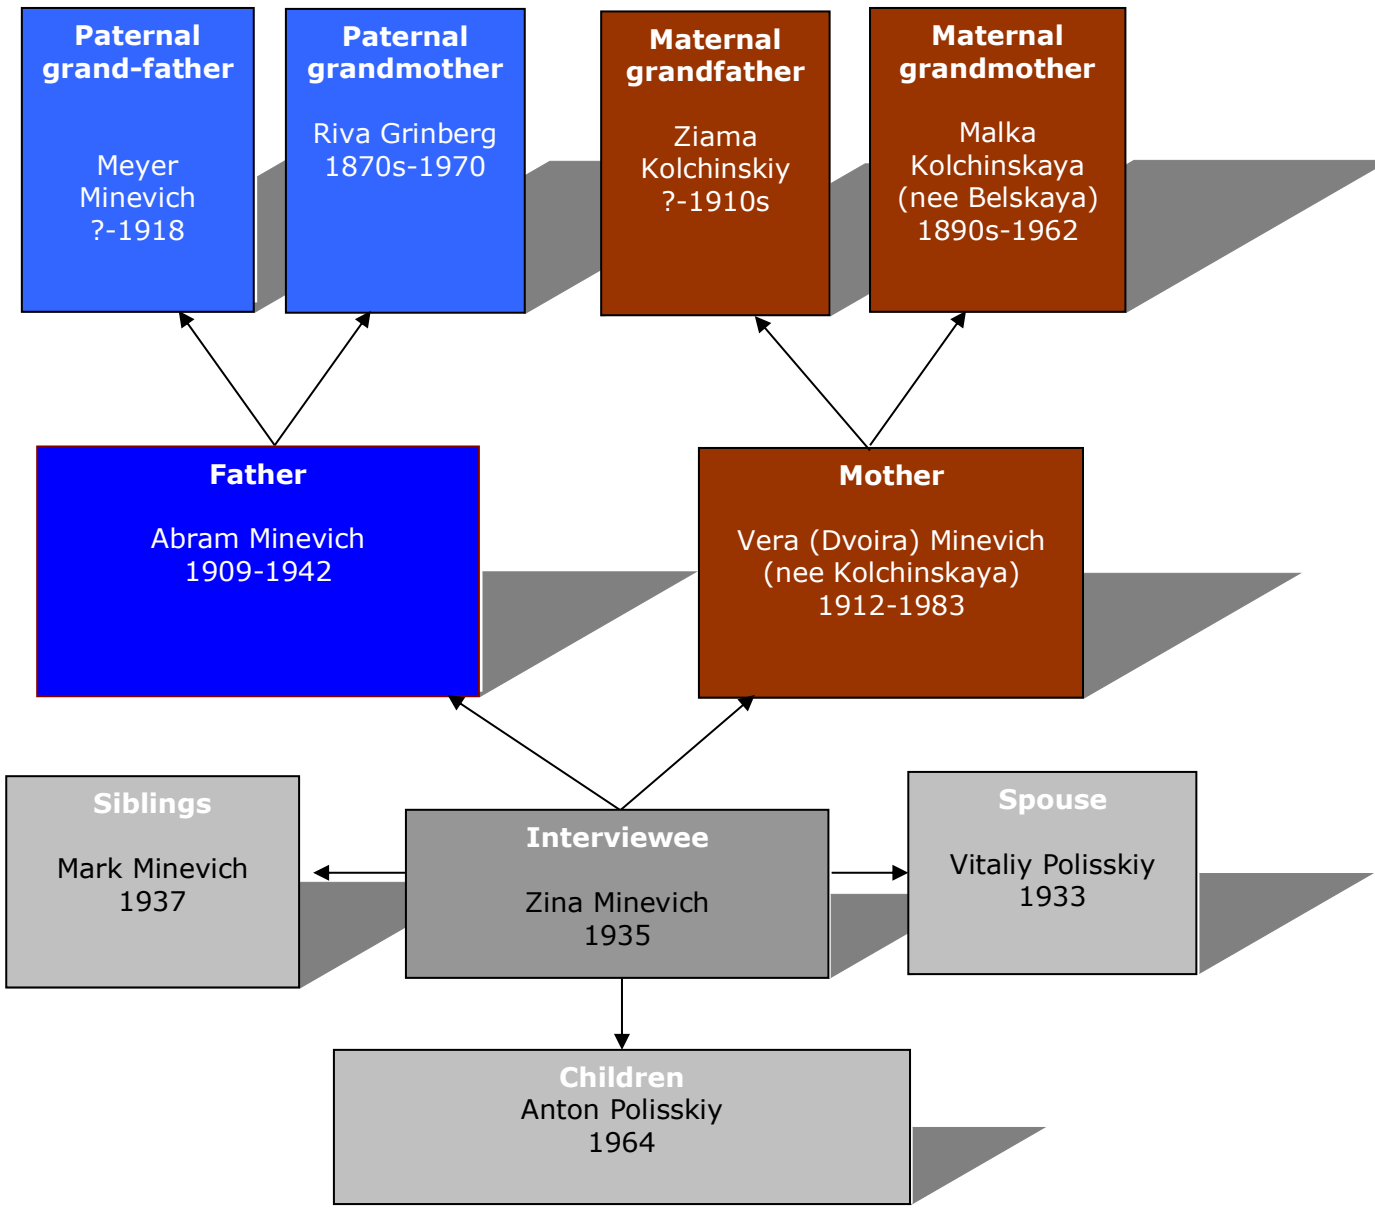 Paternal
grand-father
Meyer
Minevich
?-1918
Paternal
grandmother
Riva Grinberg
1870s-1970
Maternal
grandfather
Ziama
Kolchinskiy
?-1910s
Maternal
grandmother
Malka
Kolchinskaya
(nee Belskaya)
1890s-1962
Father
Abram Minevich
1909-1942
Mother
Vera (Dvoira) Minevich
(nee Kolchinskaya)
1912-1983
Siblings
Mark Minevich
1937
Interviewee
Zina Minevich
1935
Spouse
Vitaliy Polisskiy
1933
Children
Anton Polisskiy
1964